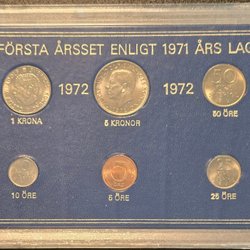 FÖRSTA ÅRSSET ENLIGT 1971 ÅRS LAG
1972 1972
1 KRONA 5 KRONOR 50 ÖRE
10 ÖRE 5 ÖRE 25 ÖRE